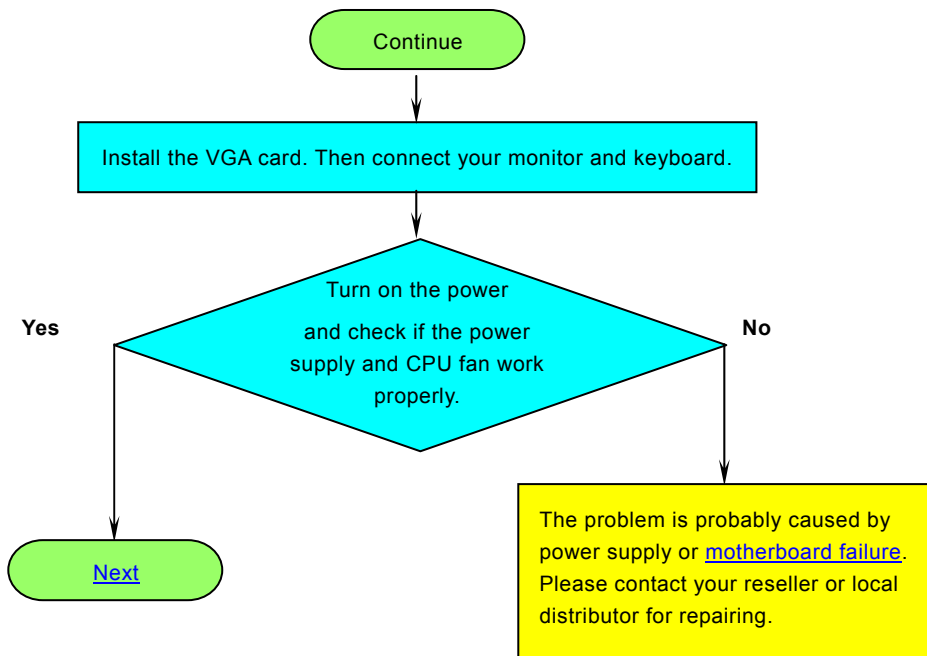 Continue
Install the VGA card. Then connect your monitor and keyboard.
Turn on the power
and check if the power
supply and CPU fan work
properly.
Yes
No
Next
The problem is probably caused by
power supply or motherboard failure.
Please contact your reseller or local
distributor for repairing.